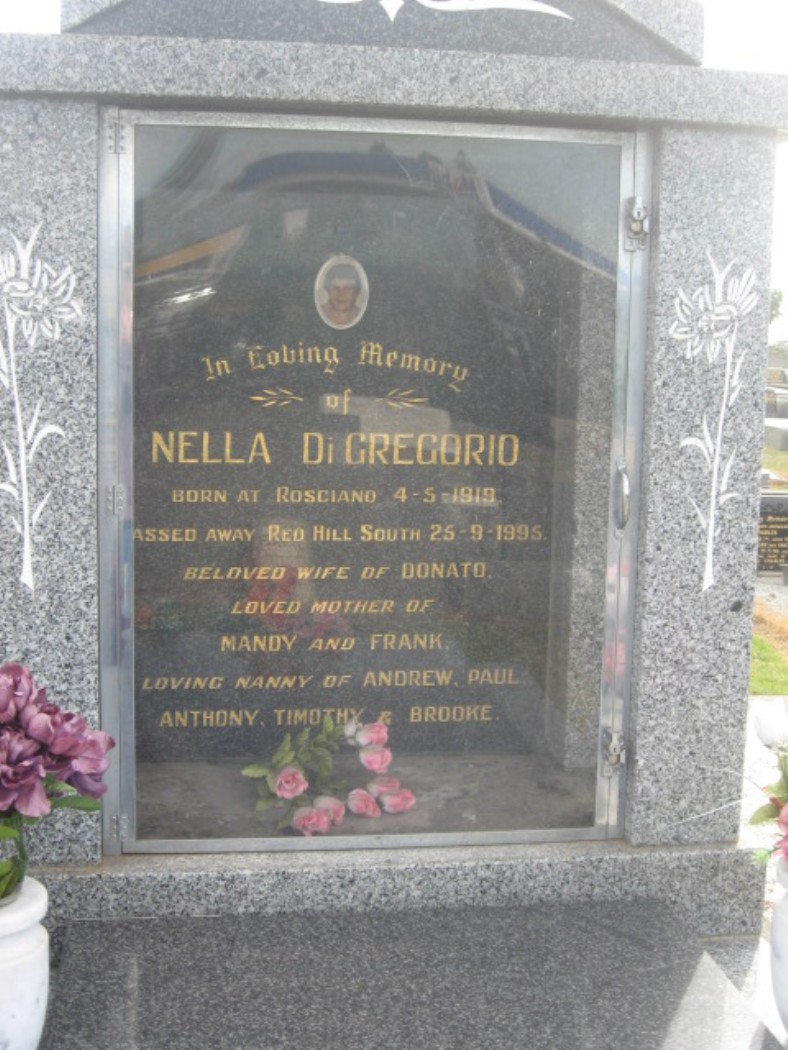 In Loving Memory
of
NELLA Di GREGORIO
BORN AT ROSCIANO 4-5-1919
ASSED AWAY RED HILL SOUTH 25-9-1995.
BELOVED WIFE OF DONATO.
LOVED MOTHER OF
MANDY AND FRANK.
LOVING NANNY OF ANDREW, PAUL
ANTHONY, TIMOTHY & BROOKE.